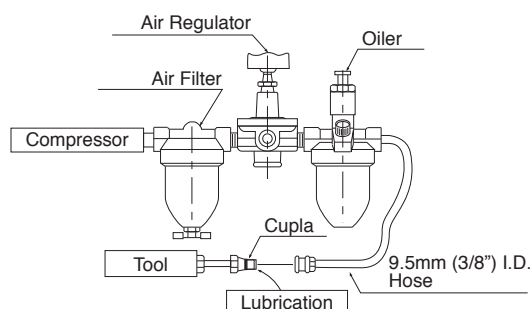 Air Regulator
Oiler
Air Filter
Compressor
Cupla
Tool
9.5mm (3/8”) I.D.
Hose
Lubrication